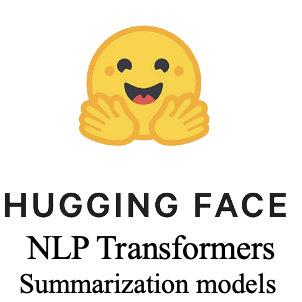 HUGGING FACE
NLP Transformers
Summarization models